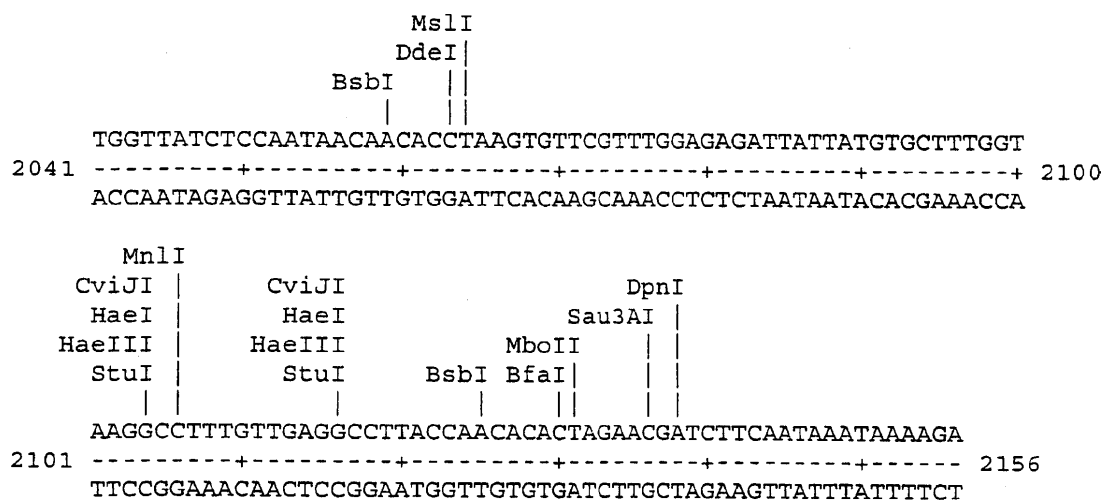 MslI
DdeI
BsbI
TGGTTATCTCCAATAACAACACCTAAGTGTTCGTTTGGAGAGATTATTATGTGCTTTGGT
2041 ---------+---------+---------+---------+---------+---------+ 2100
ACCAATAGAGGTTATTGTTGTGGATTCACAAGCAAACCTCTCTAATAATACACGAAACCA
MnlI
CviJI CviJI DpnI
HaeI HaeI Sau3AI
HaeIII HaeIII MboII
StuI StuI BsbI BfaI
AAGGCCTTTGTTGAGGCCTTACCAACACACTAGAACGATCTTCAATAAATAAAAGA
2101 ---------+---------+---------+---------+---------+------ 2156
TTCCGGAAACAACTCCGGAATGGTTGTGTGATCTTGCTAGAAGTTATTTATTTTCT